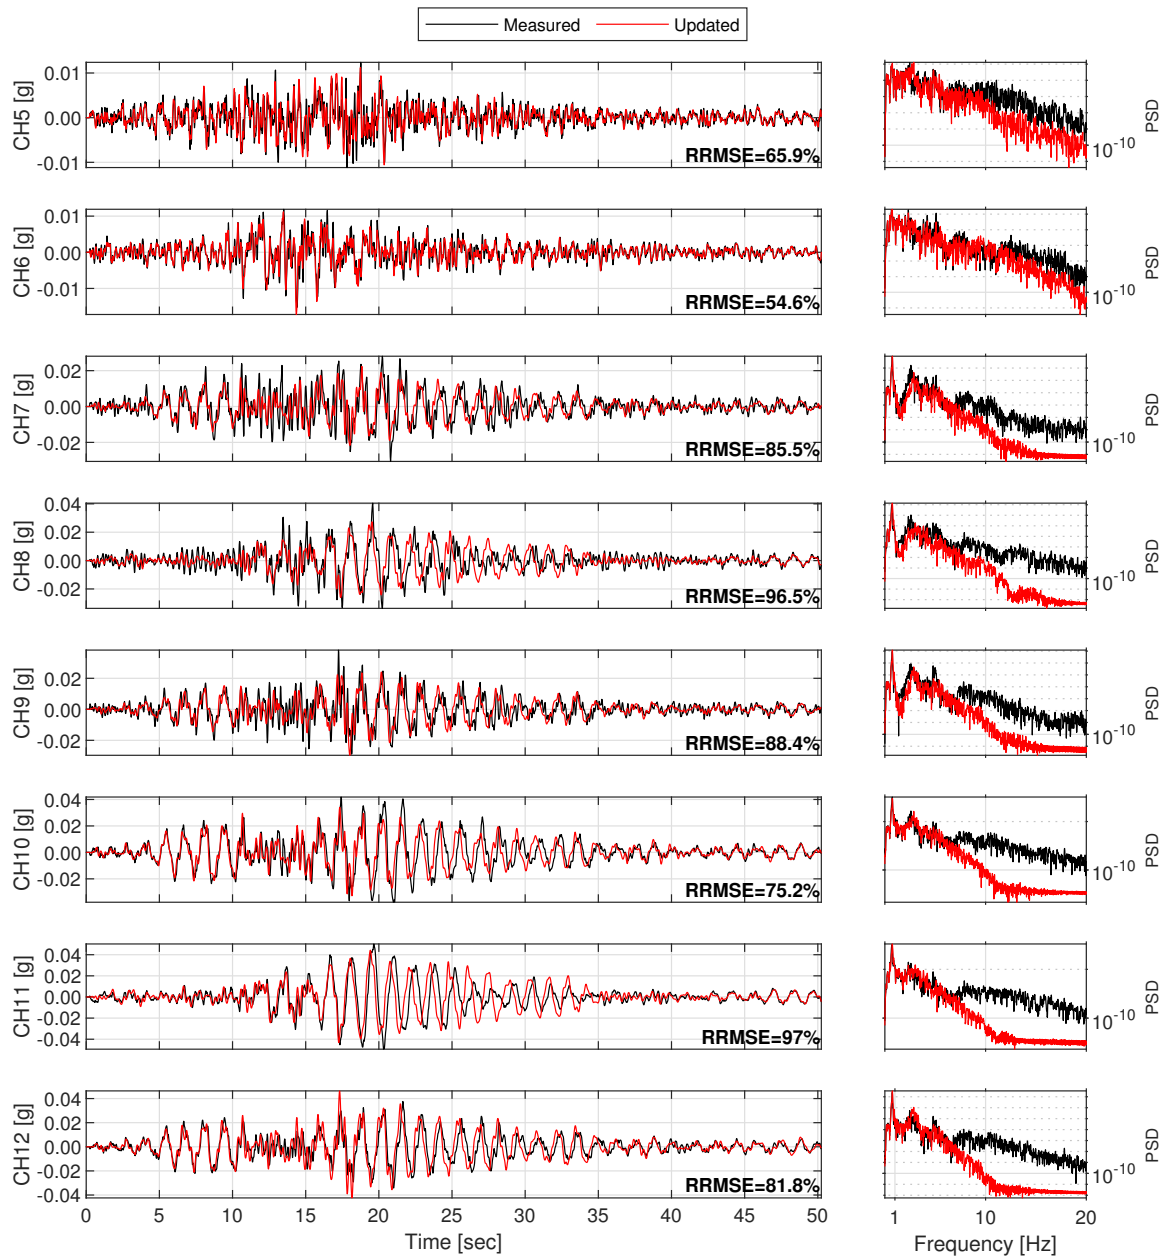 Measured Updated
CH5 [g]
0.01
0.00
-0.01
RRMSE=65.9%
10-10
PSD
CH6 [g]
0.01
0.00
-0.01
RRMSE=54.6%
10-10
PSD
CH7 [g]
0.02
0.00
-0.02
RRMSE=85.5%
10-10
PSD
CH8 [g]
0.04
0.02
0.00
-0.02
RRMSE=96.5%
10-10
PSD
CH9 [g]
0.02
0.00
-0.02
RRMSE=88.4%
10-10
PSD
CH10 [g]
0.04
0.02
0.00
-0.02
RRMSE=75.2%
10-10
PSD
CH11 [g]
0.04
0.02
0.00
-0.02
-0.04
RRMSE=97%
10-10
PSD
CH12 [g]
0.04
0.02
0.00
-0.02
-0.04
RRMSE=81.8%
10-10
PSD
0 5 10 15 20 25 30 35 40 45 50
1 10 20
Time [sec]
Frequency [Hz]